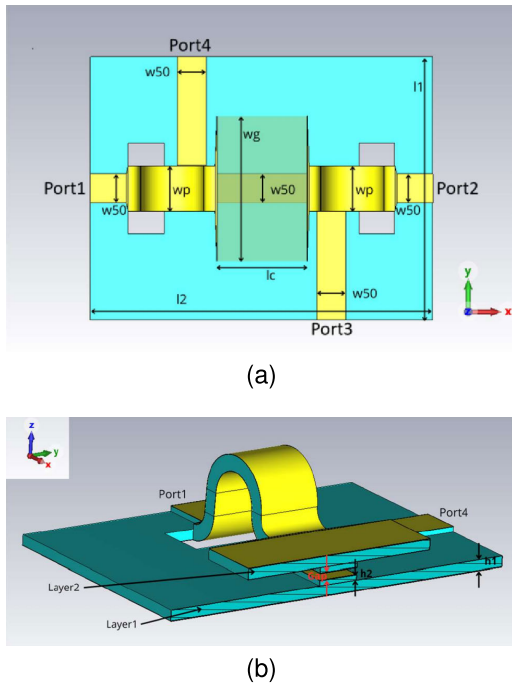 Port4
w50
l1
wg
Port1
wp
w50
wp
Port2
w50
w50
lc
w50
l2
Port3
y
z
x
(a)
z
y
x
Port1
Port4
h2
h1
Layer2
Layer1
(b)